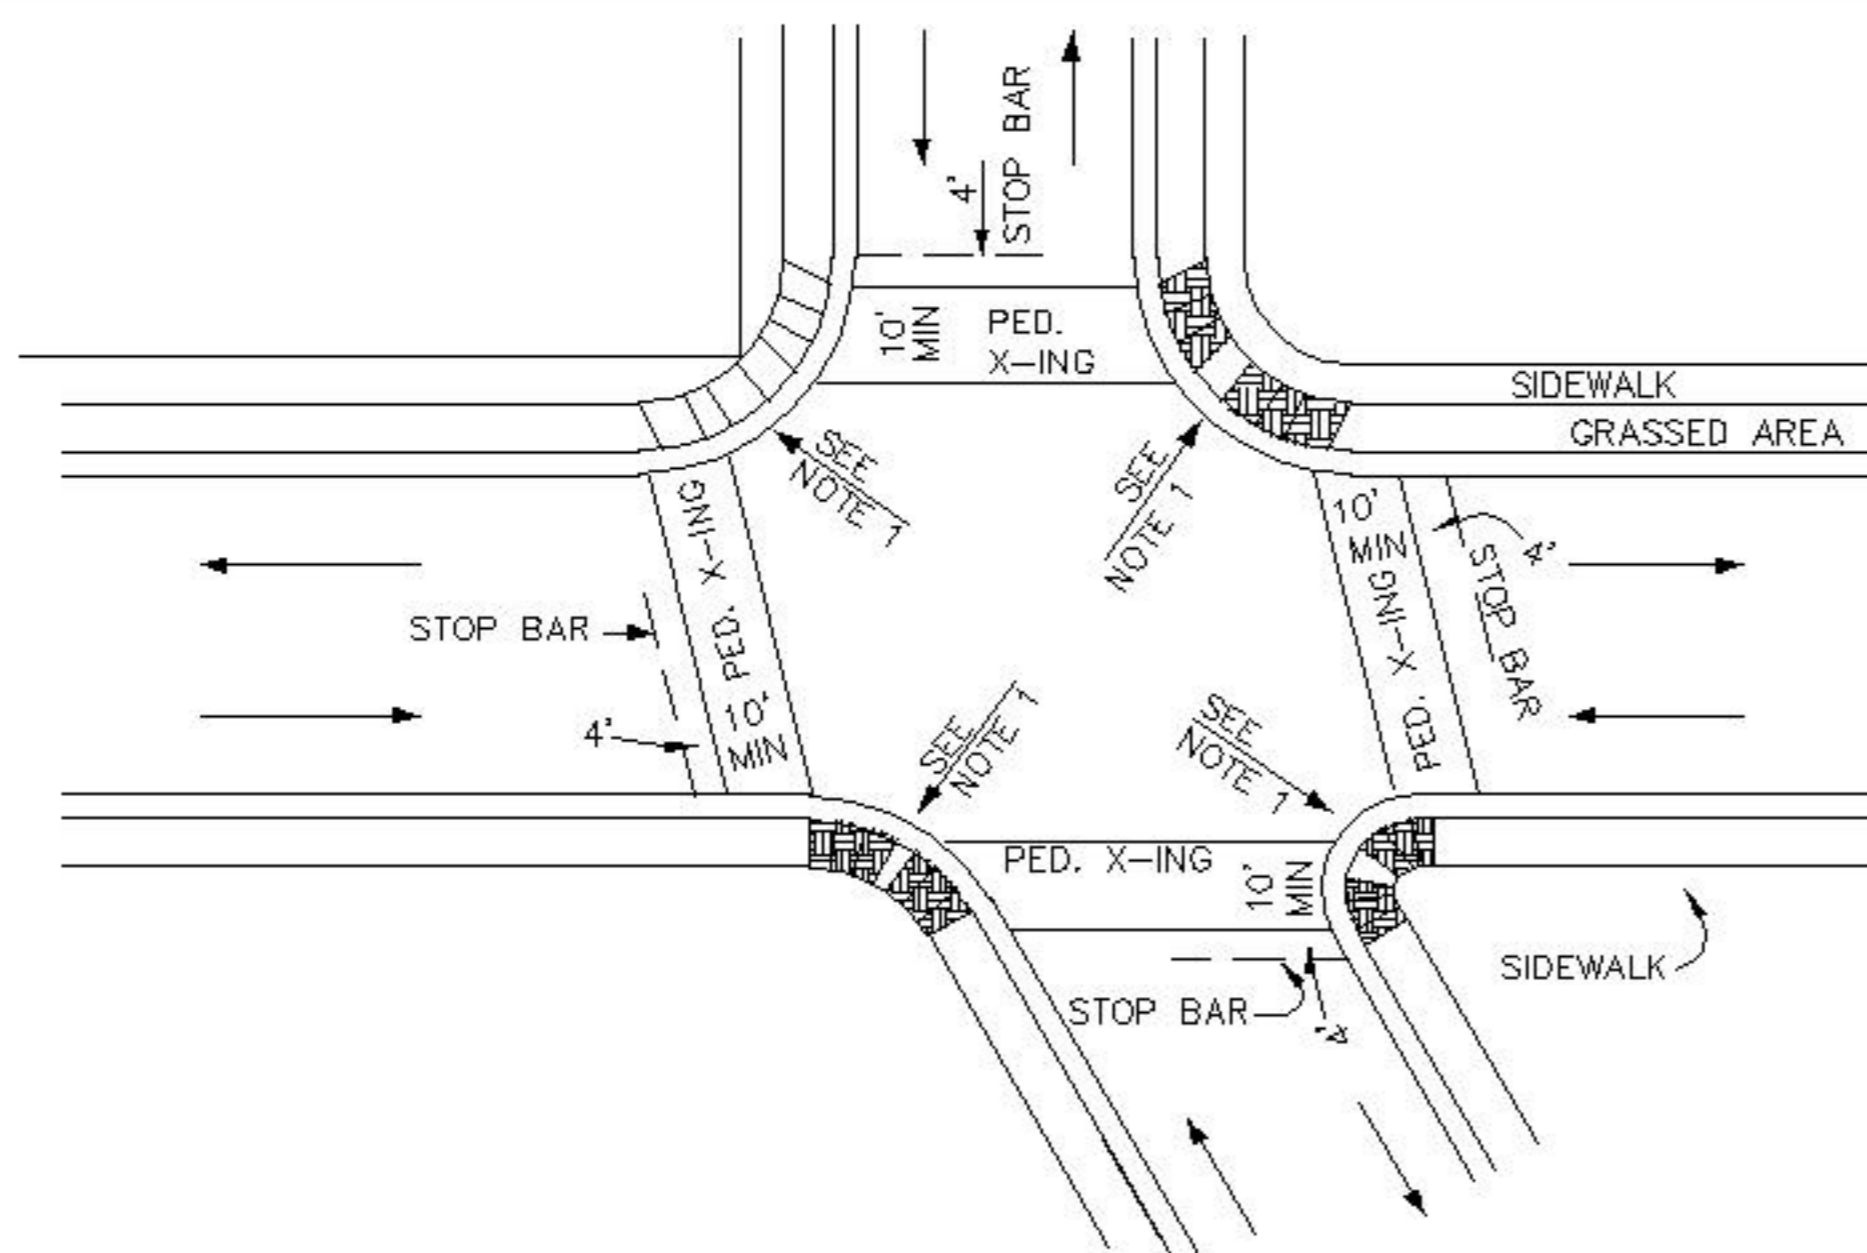 STOP BAR
4'
10'
MIN
PED.
X-ING
SIDEWALK
GRASSED AREA
SEE
NOTE 1
SEE
NOTE 1
PED. X-ING
10'
MIN
10'
MIN
PED. X-ING
4'
STOP BAR
STOP BAR
4'
SEE
NOTE 1
SEE
NOTE 1
PED. X-ING
10'
MIN
SIDEWALK
STOP BAR
4'